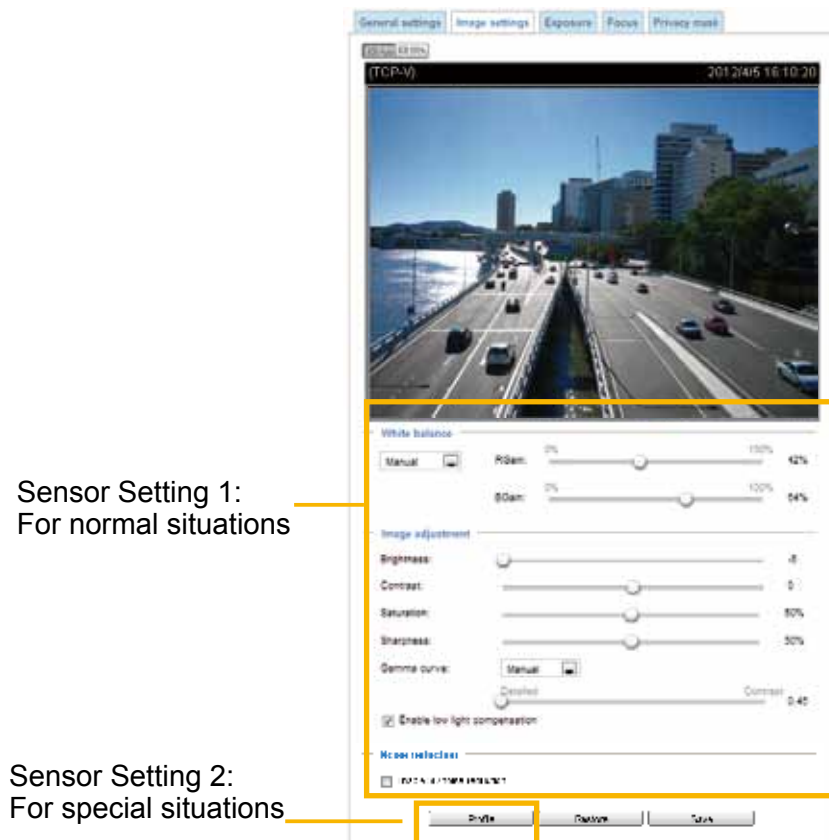 General settings Image settings Exposure Focus Privacy mask
(TCP-V) 2012/4/5 16:10:20
White balance
Manual RGain: 0% 100% 42%
BGain: 0% 100% 64%
Sensor Setting 1:
For normal situations
Image adjustment
Brightness: -5
Contrast: 0
Saturation: 50%
Sharpness: 50%
Gamma curve: Manual
Detailed Contrast 0.45
Enable low light compensation
Noise reduction
noise reduction
Sensor Setting 2:
For special situations
Profile Restore Save